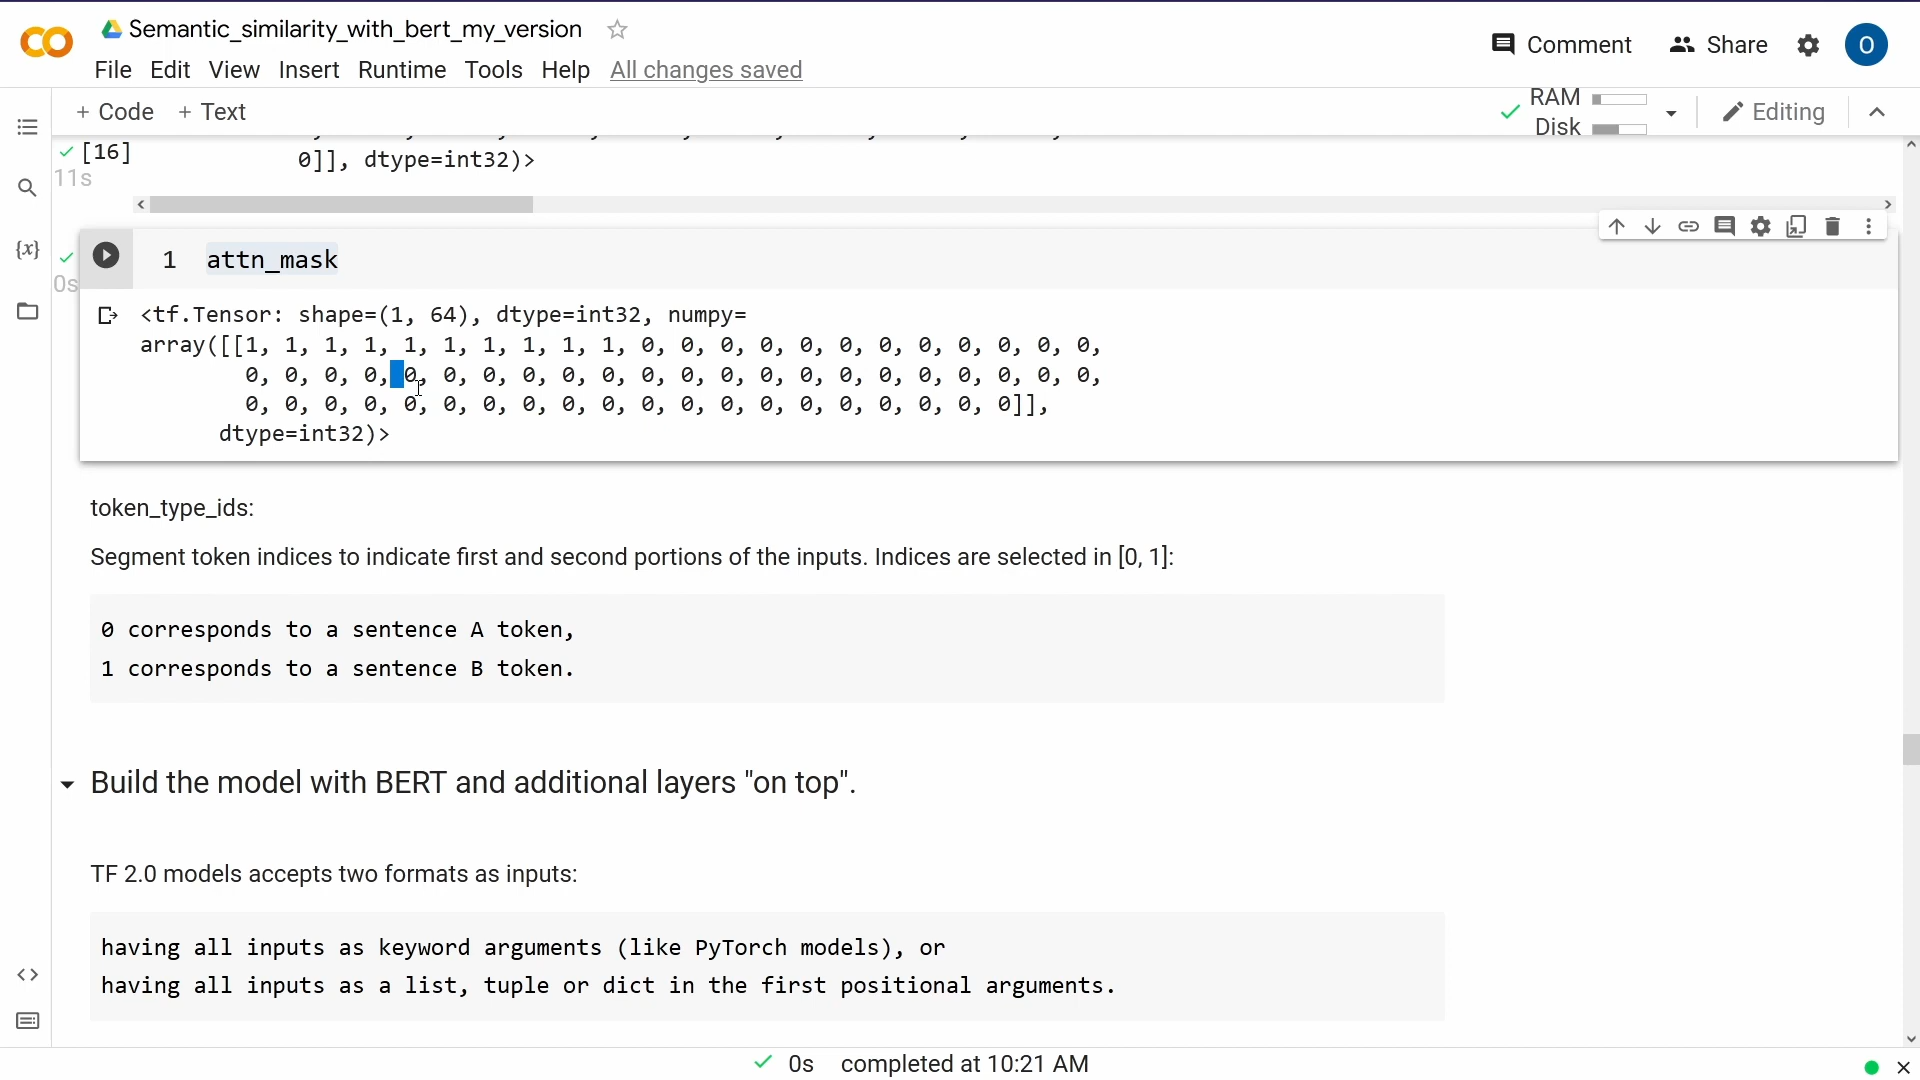 Semantic_similarity_with_bert_my_version
Comment
Share
O
File Edit View Insert Runtime Tools Help All changes saved
+ Code + Text
RAM
Disk
Editing
[16]
0]], dtype=int32)>
11s
{x}
1 attn_mask
0s
<tf.Tensor: shape=(1, 64), dtype=int32, numpy=
array([[1, 1, 1, 1, 1, 1, 1, 1, 1, 1, 0, 0, 0, 0, 0, 0, 0, 0, 0, 0, 0, 0,
0, 0, 0, 0, 0, 0, 0, 0, 0, 0, 0, 0, 0, 0, 0, 0, 0, 0, 0, 0, 0, 0,
0, 0, 0, 0, 0, 0, 0, 0, 0, 0, 0, 0, 0, 0, 0, 0, 0, 0, 0, 0]],
dtype=int32)>
token_type_ids:
Segment token indices to indicate first and second portions of the inputs. Indices are selected in [0, 1]:
0 corresponds to a sentence A token,
1 corresponds to a sentence B token.
Build the model with BERT and additional layers "on top".
TF 2.0 models accepts two formats as inputs:
having all inputs as keyword arguments (like PyTorch models), or
having all inputs as a list, tuple or dict in the first positional arguments.
0s completed at 10:21 AM